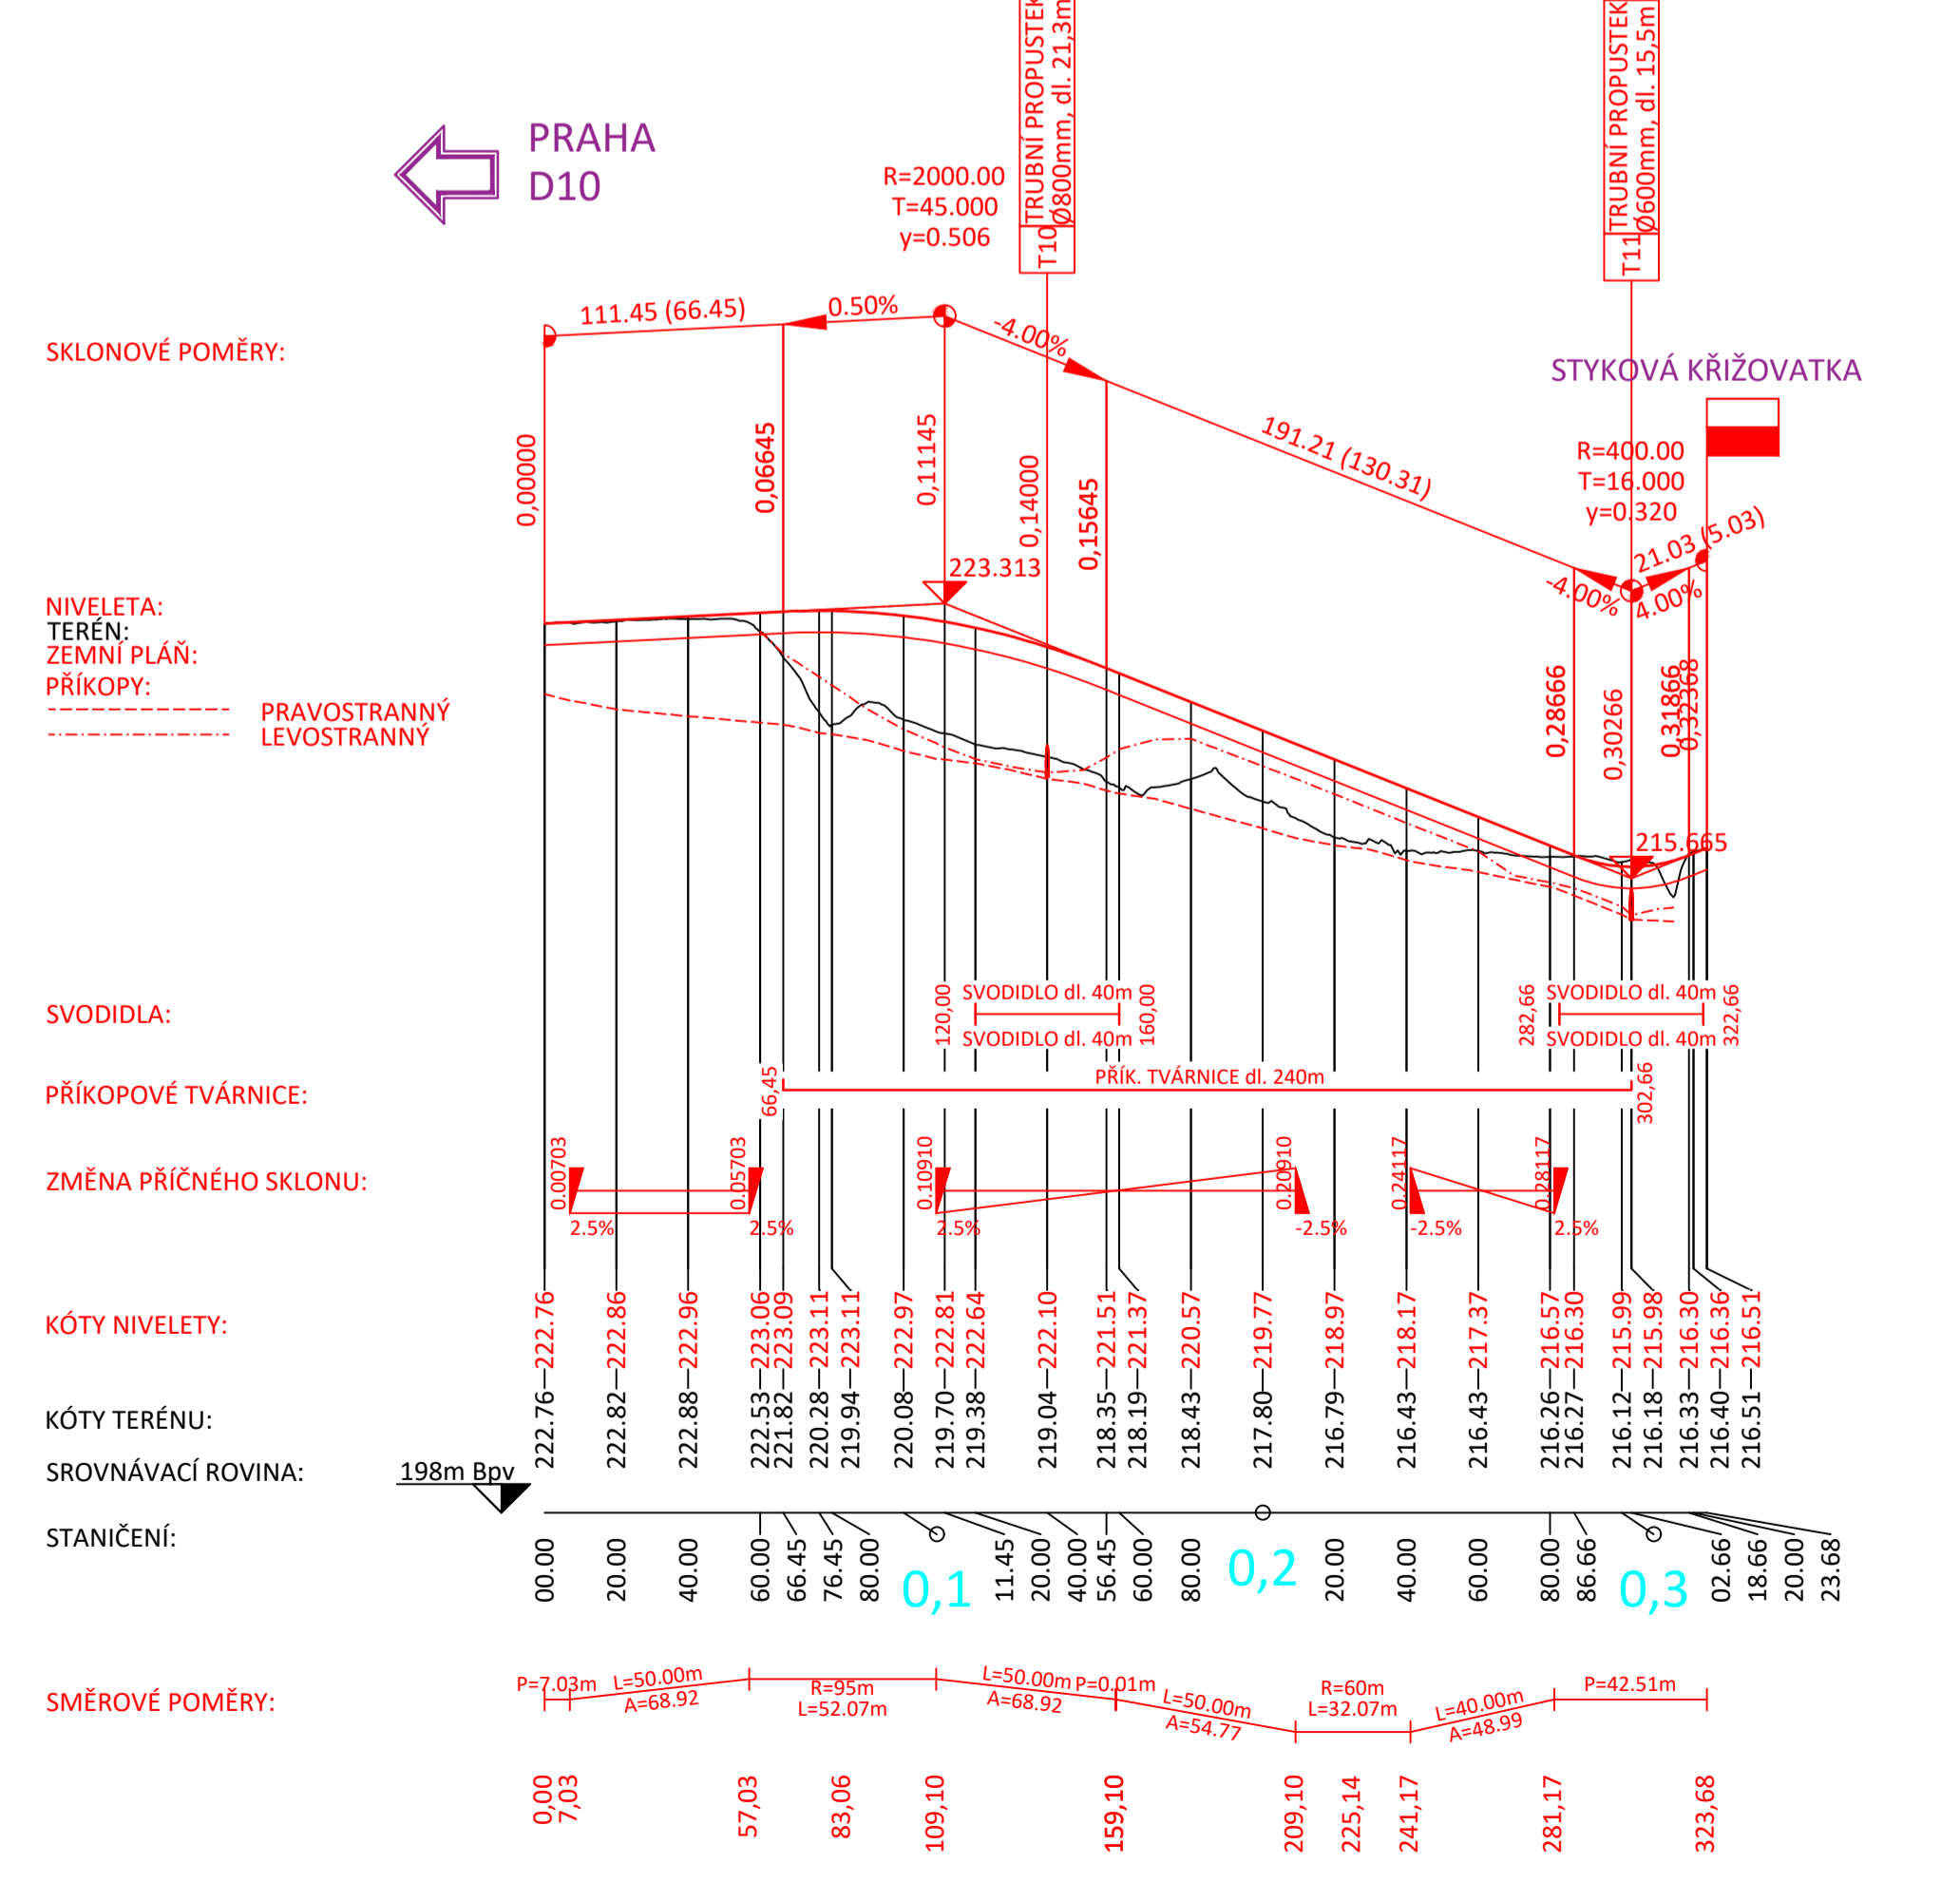 TRUBNÍ PROPUSTEK
Ø800mm, dl. 21,3m
T10
TRUBNÍ PROPUSTEK
Ø600mm, dl. 15,5m
T11
PRAHA
D10
R=2000.00
T=45.000
y=0.506
SKLONOVÉ POMĚRY:
111.45 (66.45)
0.50%
-4.00%
191.21 (130.31)
STYKOVÁ KŘIŽOVATKA
R=400.00
T=16.000
y=0.320
21.03 (5.03)
-4.00%
4.00%
0,00000
0,06645
0,11145
0,14000
0,15645
0,28666
0,30266
0,31866
0,32368
223.313
215.665
NIVELETA:
TERÉN:
ZEMNÍ PLÁŇ:
PŘÍKOPY:
PRAVOSTRANNÝ
LEVOSTRANNÝ
SVODIDLA:
120,00
SVODIDLO dl. 40m
SVODIDLO dl. 40m
160,00
282,66
SVODIDLO dl. 40m
SVODIDLO dl. 40m
322,66
PŘÍKOPOVÉ TVÁRNICE:
66,45
PŘÍK. TVÁRNICE dl. 240m
302,66
ZMĚNA PŘÍČNÉHO SKLONU:
0.00703
0.05703
0.10910
0.20910
0.24117
0.28117
2.5%
2.5%
2.5%
-2.5%
-2.5%
2.5%
KÓTY NIVELETY:
222.76
222.86
222.96
223.06
223.09
223.11
223.11
222.97
222.81
222.64
222.10
221.51
221.37
220.57
219.77
218.97
218.17
217.37
216.57
216.30
215.99
215.98
216.30
216.36
216.51
KÓTY TERÉNU:
222.76
222.82
222.88
222.53
221.82
220.28
219.94
220.08
219.70
219.38
219.04
218.35
218.19
218.43
217.80
216.79
216.43
216.43
216.26
216.27
216.12
216.18
216.33
216.40
216.51
SROVNÁVACÍ ROVINA:
198m Bpv
STANIČENÍ:
00.00
20.00
40.00
60.00
66.45
76.45
80.00
0,1
11.45
20.00
40.00
56.45
60.00
80.00
0,2
20.00
40.00
60.00
80.00
86.66
0,3
02.66
18.66
20.00
23.68
SMĚROVÉ POMĚRY:
P=7.03m
L=50.00m
A=68.92
R=95m
L=52.07m
L=50.00m
A=68.92
P=0.01m
L=50.00m
A=54.77
R=60m
L=32.07m
L=40.00m
A=48.99
P=42.51m
0,00
7,03
57,03
83,06
109,10
159,10
209,10
225,14
241,17
281,17
323,68